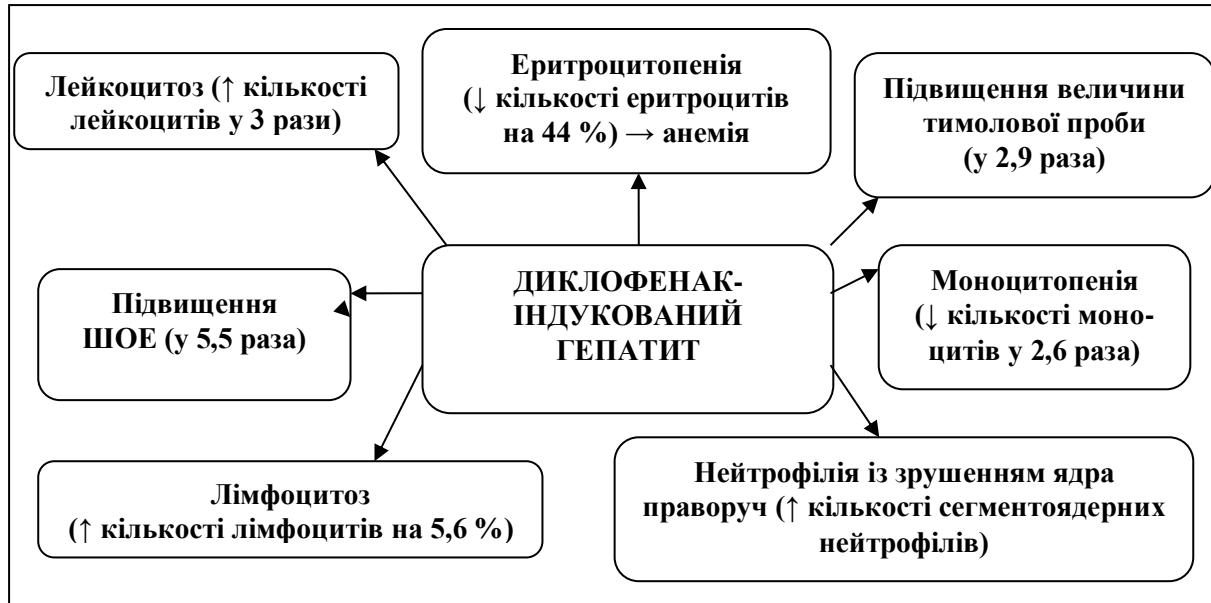 Лейкоцитоз (↑ кількості
лейкоцитів у 3 рази)
Еритроцитопенія
(↓ кількості еритроцитів
на 44 %) → анемія
Підвищення величини
тимолової проби
(у 2,9 раза)
Підвищення
ШОЕ (у 5,5 раза)
ДИКЛОФЕНАК-
ІНДУКОВАНИЙ
ГЕПАТИТ
Моноцитопенія
(↓ кількості моно-
цитів у 2,6 раза)
Лімфоцитоз
(↑ кількості лімфоцитів на 5,6 %)
Нейтрофілія із зрушенням ядра
праворуч (↑ кількості сегментоядерних
нейтрофілів)